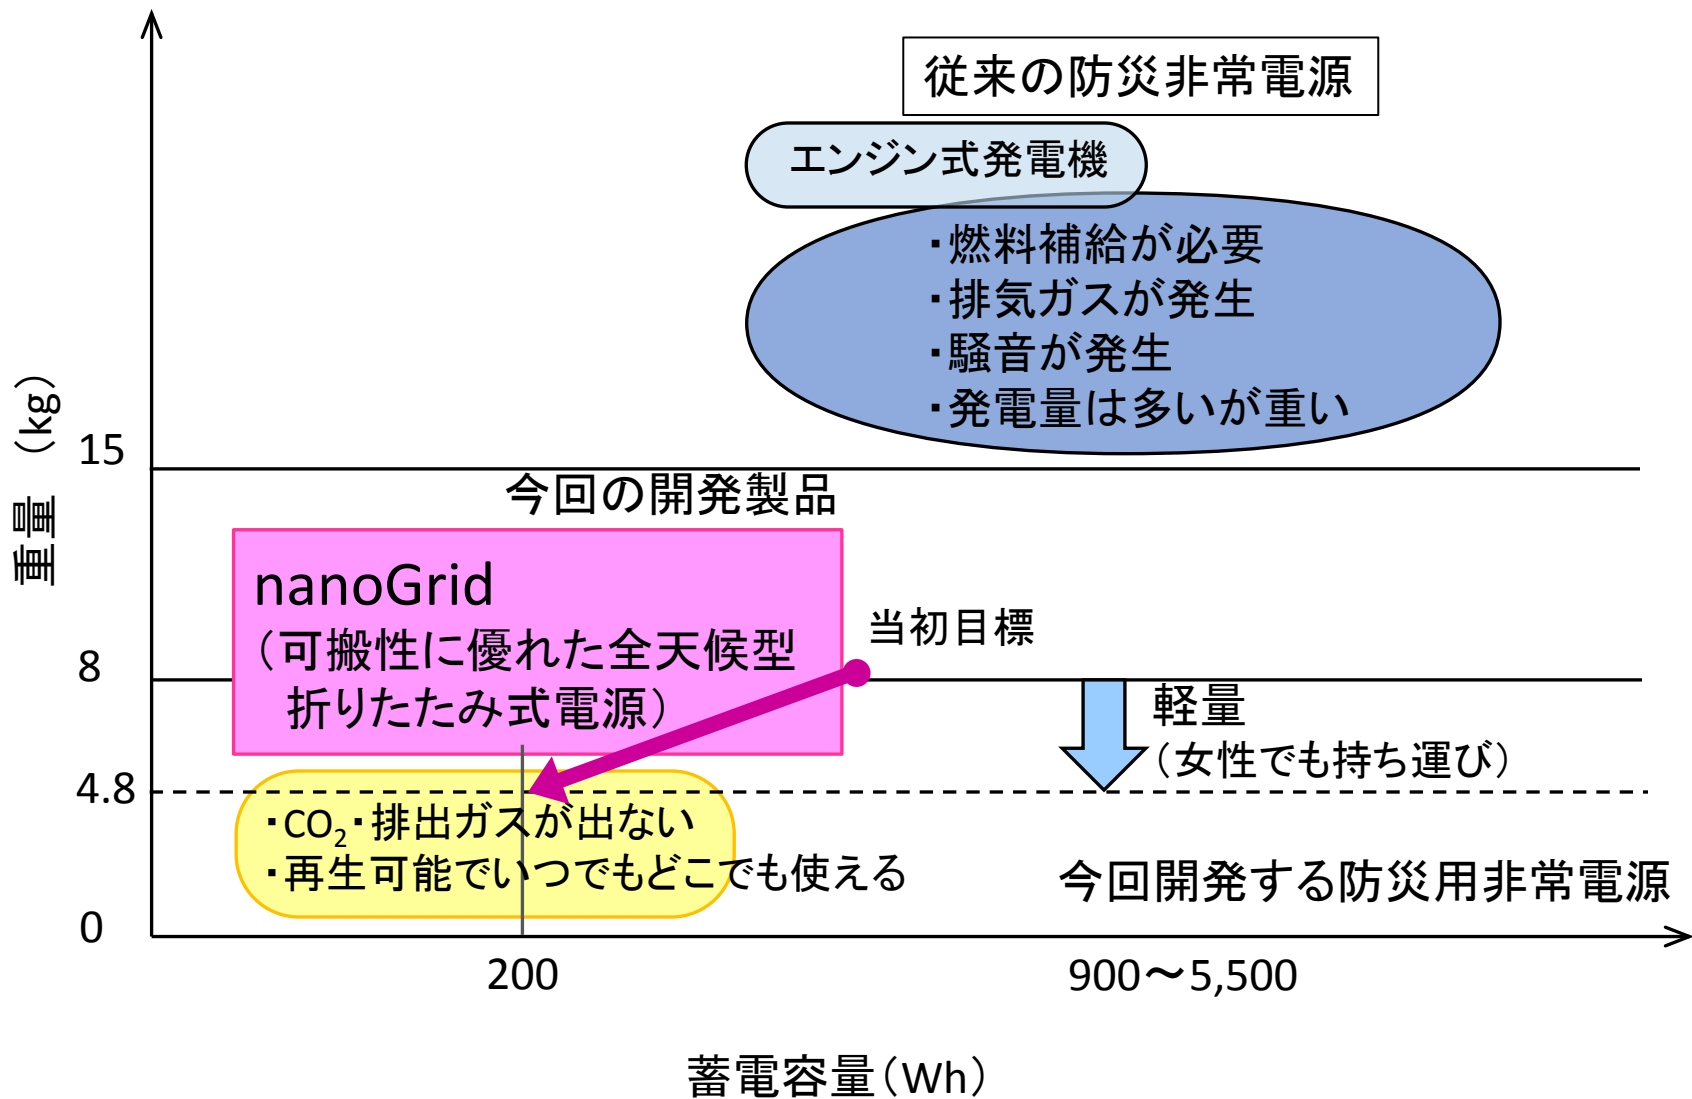 従来の防災非常電源
エンジン式発電機
・燃料補給が必要
・排気ガスが発生
・騒音が発生
・発電量は多いが重い
重量（kg）
15
今回の開発製品
nanoGrid
（可搬性に優れた全天候型
折りたたみ式電源）
当初目標
8
軽量
（女性でも持ち運び）
4.8
・CO₂・排出ガスが出ない
・再生可能でいつでもどこでも使える
今回開発する防災用非常電源
0
200
900～5,500
蓄電容量（Wh）